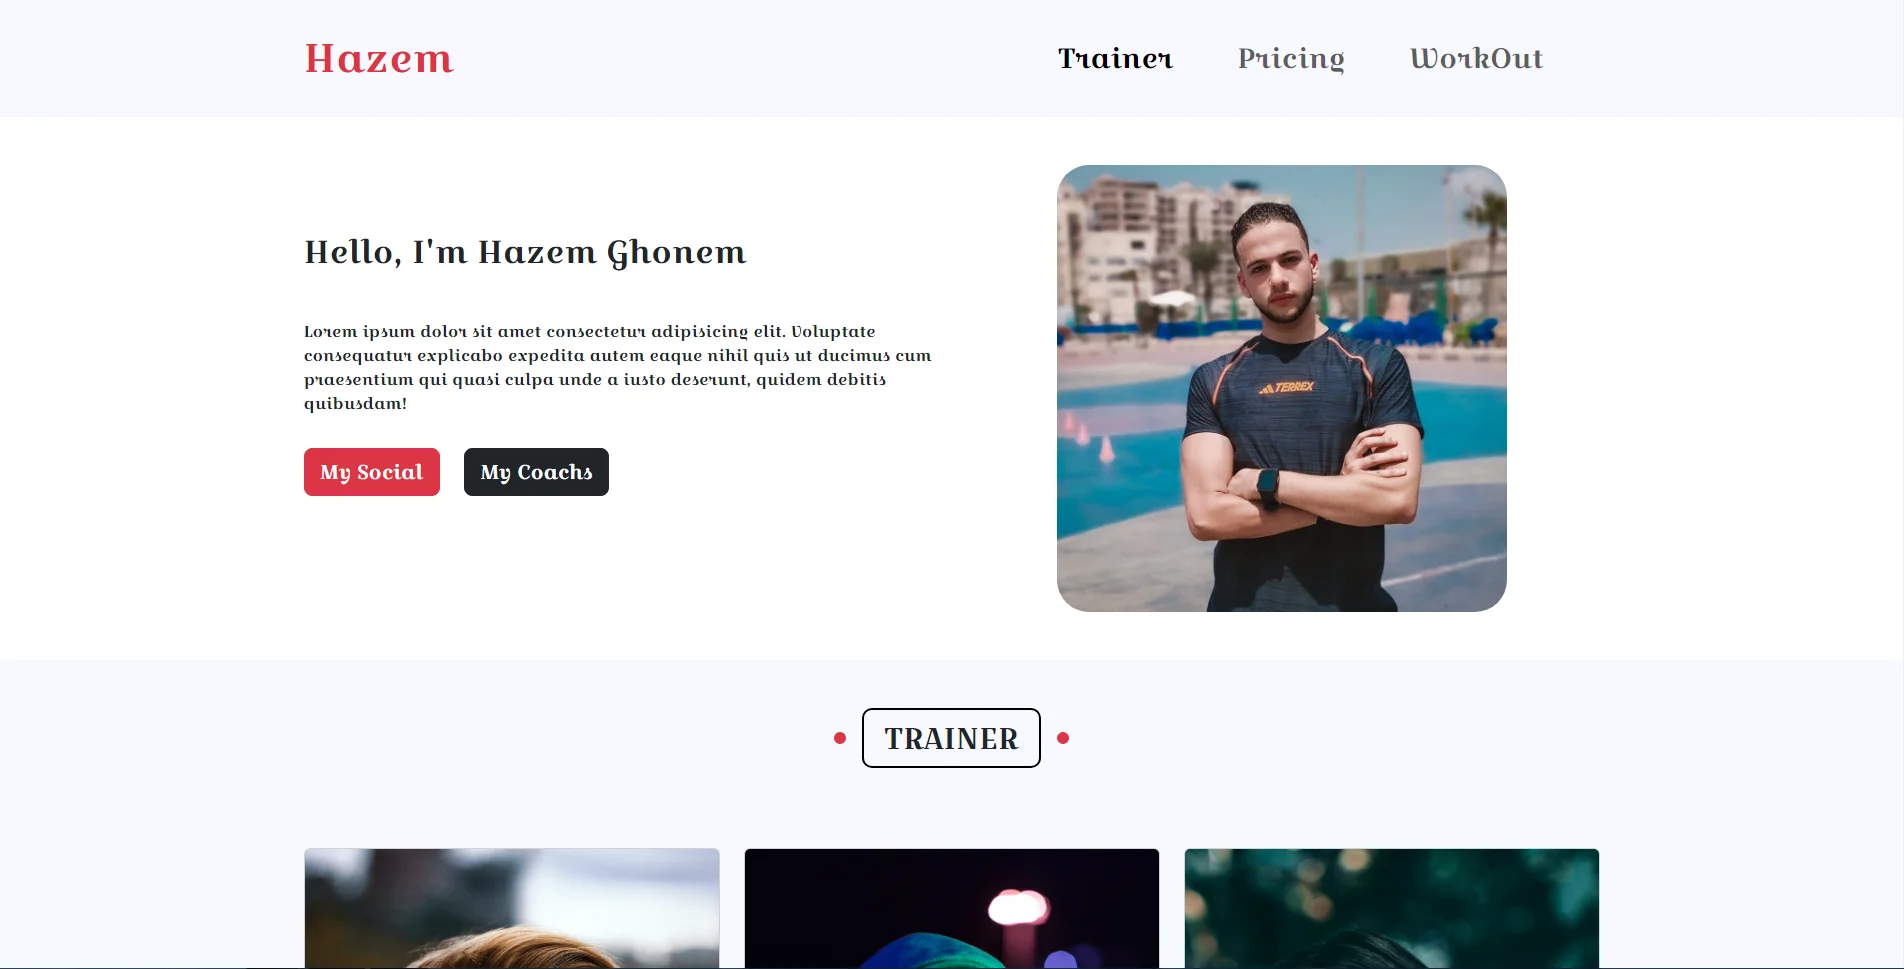 Hazem
Trainer Pricing WorkOut
Hello, I'm Hazem Ghonem
Lorem ipsum dolor sit amet consectetur adipisicing elit. Voluptate
consequatur explicabo expedita autem eaque nihil quis ut ducimus cum
praesentium qui quasi culpa unde a iusto deserunt, quidem debitis
quibusdam!
My Social My Coachs
TERREX
TRAINER